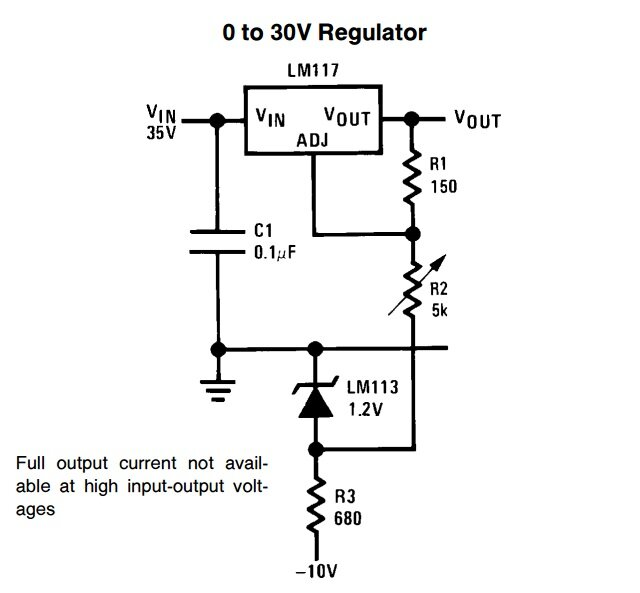 0 to 30V Regulator
LM117
VIN
35V
VIN
VOUT
ADJ
VOUT
R1
150
C1
0.1μF
R2
5k
LM113
1.2V
Full output current not avail-
able at high input-output volt-
ages
R3
680
–10V